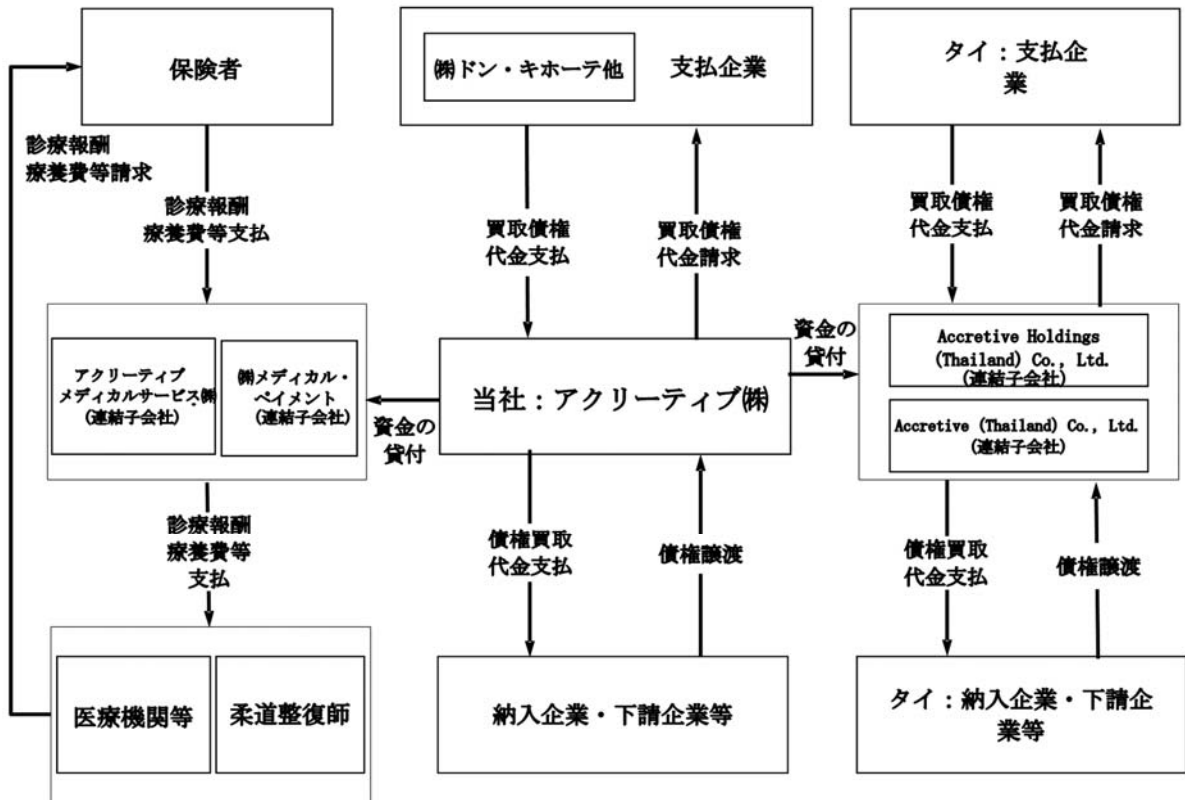 保険者
㈱ドン・キホーテ他
支払企業
タイ：支払企
業
診療報酬
療養費等請求
診療報酬
療養費等支払
買取債権
代金支払
買取債権
代金請求
買取債権
代金支払
買取債権
代金請求
アクリーティブ
メディカルサービス㈱
(連結子会社)
㈱メディカル・
ペイメント
(連結子会社)
資金の
貸付
当社：アクリーティブ㈱
資金の
貸付
Accretive Holdings
(Thailand) Co., Ltd.
(連結子会社)
Accretive (Thailand) Co., Ltd.
(連結子会社)
診療報酬
療養費等
支払
債権買取
代金支払
債権譲渡
債権買取
代金支払
債権譲渡
医療機関等
柔道整復師
納入企業・下請企業等
タイ：納入企業・下請企
業等